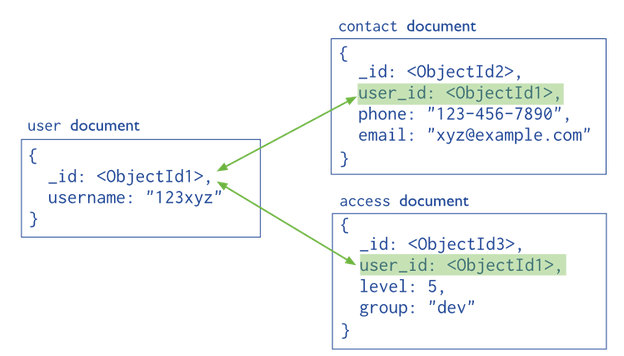 contact document
{
_id: <ObjectId2>,
user_id: <ObjectId1>,
phone: "123-456-7890",
email: "xyz@example.com"
}
user document
{
_id: <ObjectId1>,
username: "123xyz"
}
access document
{
_id: <ObjectId3>,
user_id: <ObjectId1>,
level: 5,
group: "dev"
}